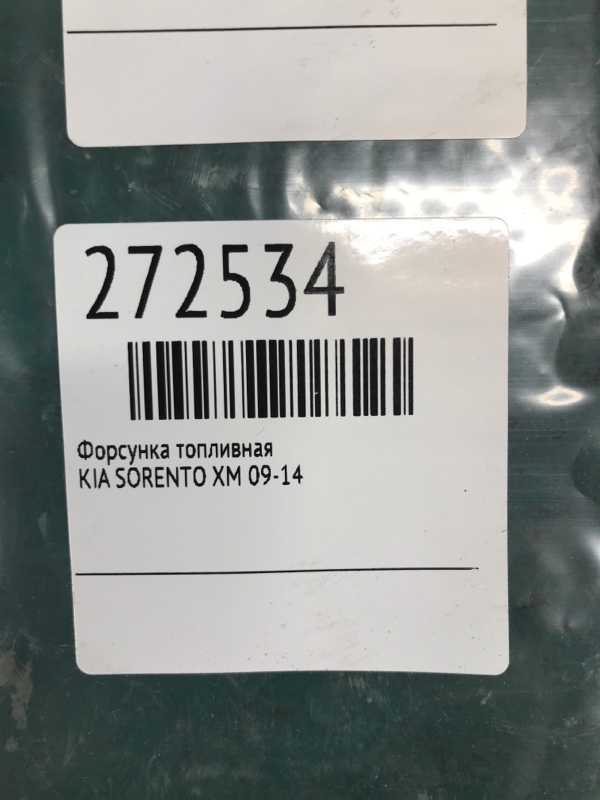 272534
Форсунка топливная
KIA SORENTO XM 09-14